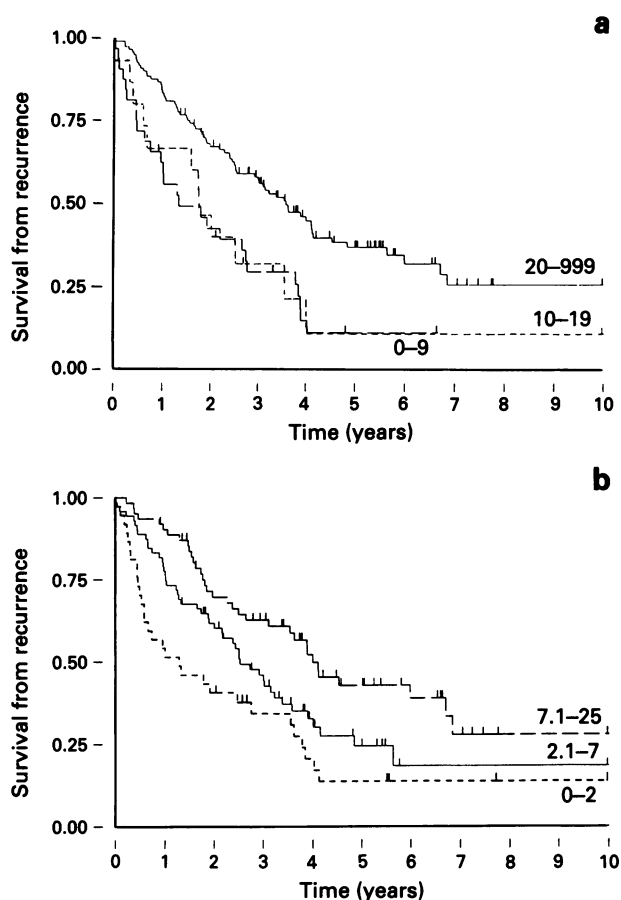 a
Survival from recurrence
1.00
0.75
0.50
0.25
0.00
20–999
10–19
0–9
0 1 2 3 4 5 6 7 8 9 10
Time (years)
b
Survival from recurrence
1.00
0.75
0.50
0.25
0.00
7.1–25
2.1–7
0–2
0 1 2 3 4 5 6 7 8 9 10
Time (years)